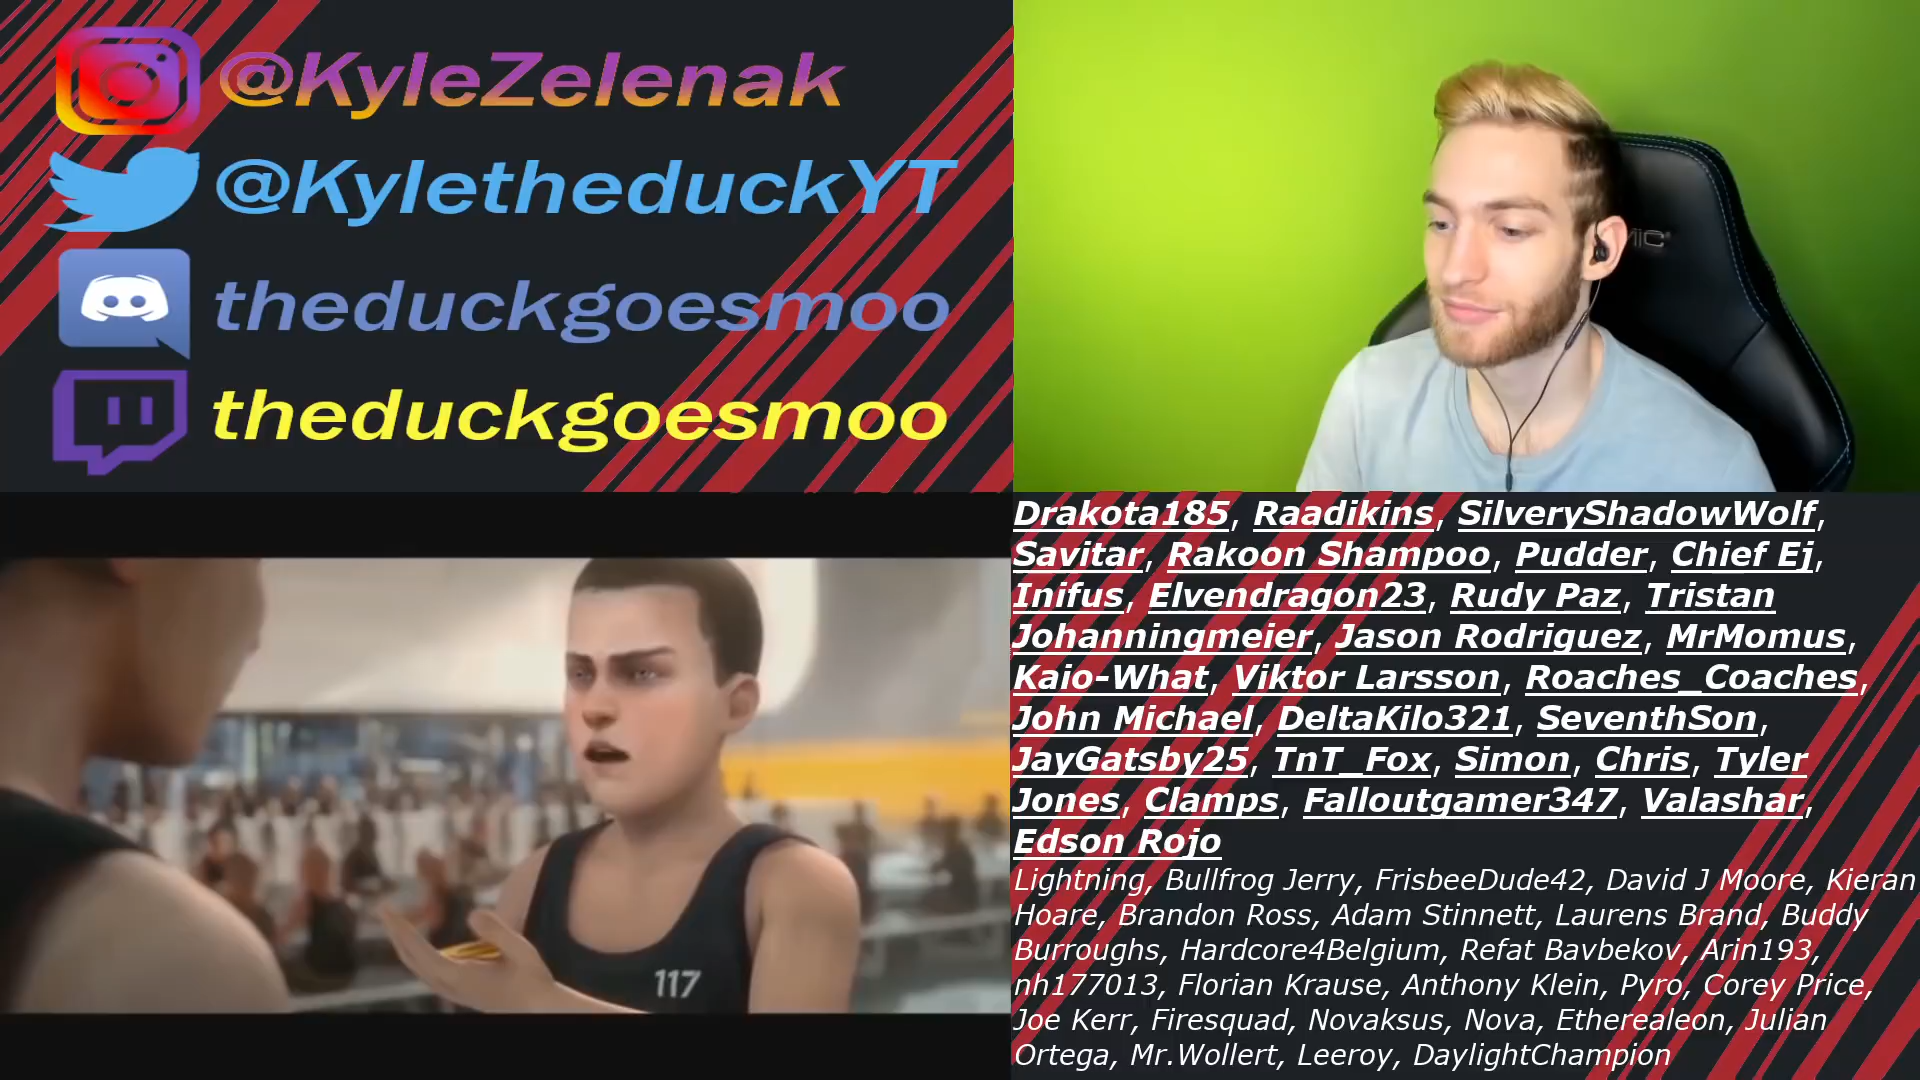 @KyleZelenak
@KyletheduckYT
theduckgoesmoo
theduckgoesmoo
Drakota185, Raadikins, SilveryShadowWolf,
Savitar, Rakoon Shampoo, Pudder, Chief Ej,
Inifus, Elvendragon23, Rudy Paz, Tristan
Johanningmeier, Jason Rodriguez, MrMomus,
Kaio-What, Viktor Larsson, Roaches_Coaches,
John Michael, DeltaKilo321, SeventhSon,
JayGatsby25, TnT_Fox, Simon, Chris, Tyler
Jones, Clamps, Falloutgamer347, Valashar,
Edson Rojo
Lightning, Bullfrog Jerry, FrisbeeDude42, David J Moore, Kieran
Hoare, Brandon Ross, Adam Stinnett, Laurens Brand, Buddy
Burroughs, Hardcore4Belgium, Refat Bavbekov, Arin193,
nh177013, Florian Krause, Anthony Klein, Pyro, Corey Price,
Joe Kerr, Firesquad, Novaksus, Nova, Etherealeon, Julian
Ortega, Mr.Wollert, Leeroy, DaylightChampion
117